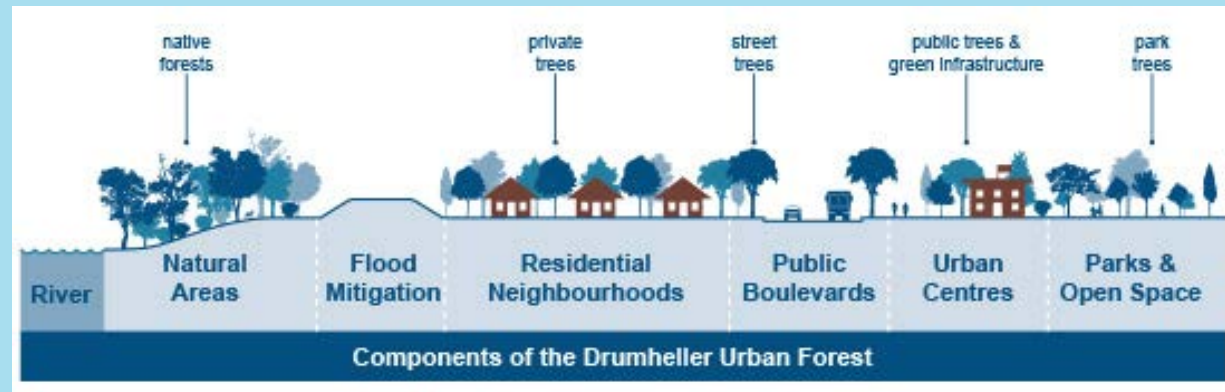 native
forests
private
trees
street
trees
public trees &
green infrastructure
park
trees
River
Natural
Areas
Flood
Mitigation
Residential
Neighbourhoods
Public
Boulevards
Urban
Centres
Parks &
Open Space
Components of the Drumheller Urban Forest